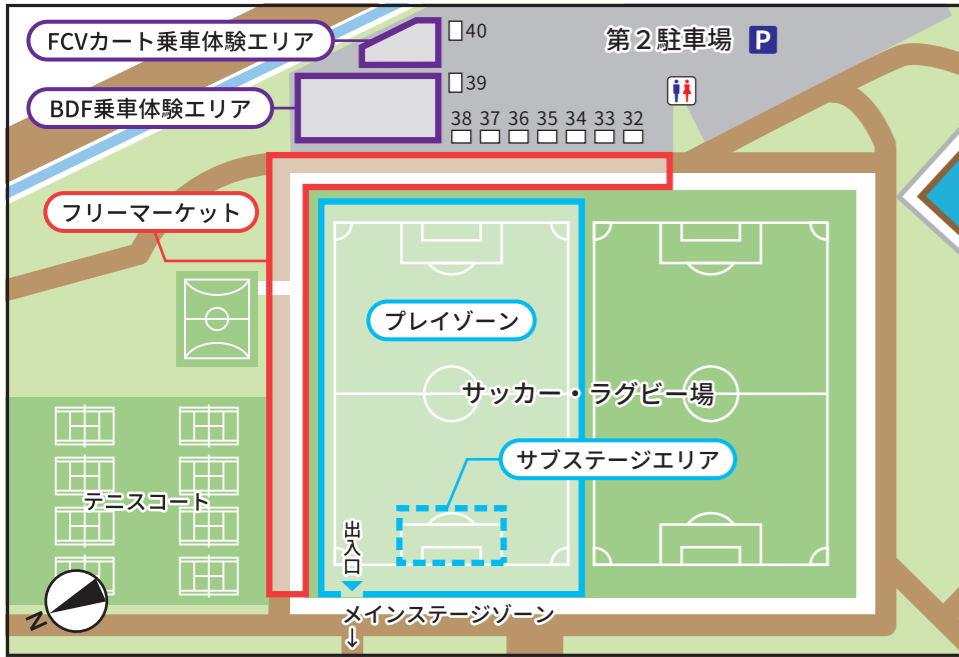 FCVカート乗車体験エリア
40
第２駐車場 P
BDF乗車体験エリア
39
38 37 36 35 34 33 32
フリーマーケット
プレイゾーン
サッカー・ラグビー場
サブステージエリア
テニスコート
出入口
メインステージゾーン
↓
N